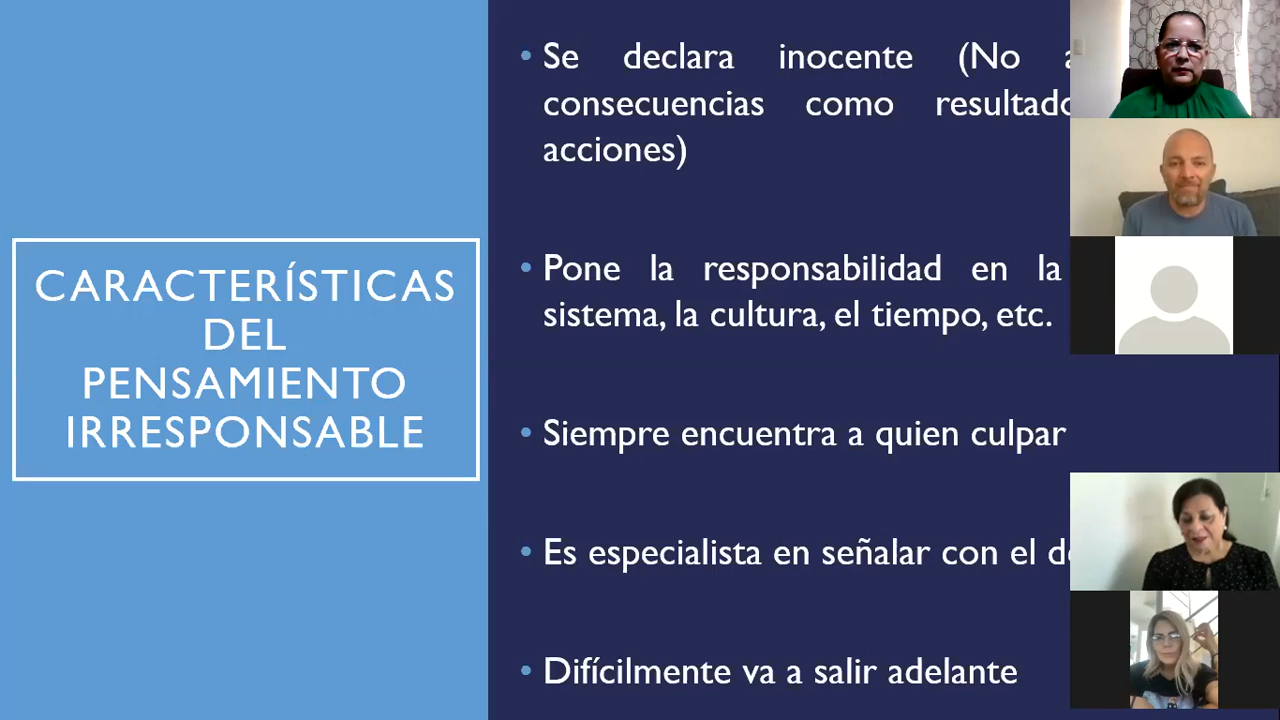 CARACTERÍSTICAS
DEL
PENSAMIENTO
IRRESPONSABLE
• Se declara inocente (No
consecuencias como resultado
acciones)
• Pone la responsabilidad en la
sistema, la cultura, el tiempo, etc.
• Siempre encuentra a quien culpar
• Es especialista en señalar con el
• Difícilmente va a salir adelante